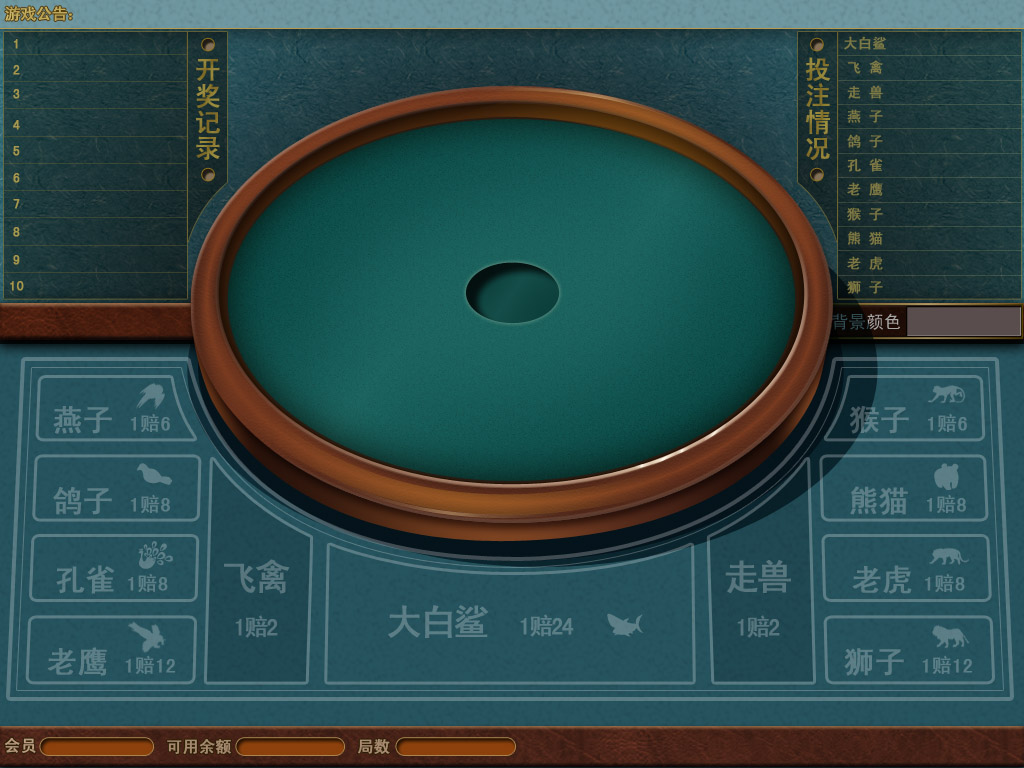 游戏公告:
1
2
3
4
5
6
7
8
9
10
开奖记录
投注情况
大白鲨
飞禽
走兽
燕子
鸽子
孔雀
老鹰
猴子
熊猫
老虎
狮子
背景颜色
燕子 1赔6
鸽子 1赔8
孔雀 1赔8
老鹰 1赔12
飞禽
1赔2
大白鲨 1赔24
走兽
1赔2
猴子 1赔6
熊猫 1赔8
老虎 1赔8
狮子 1赔12
会员 可用余额 局数